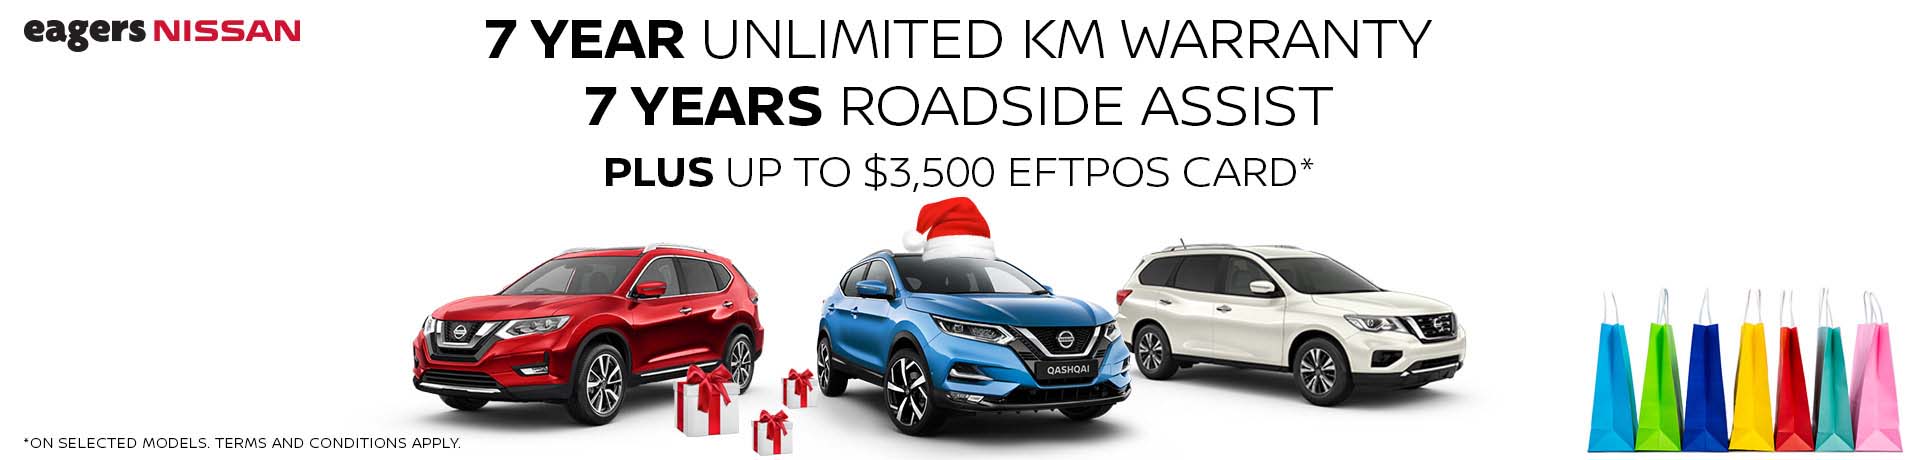 eagers NISSAN
7 YEAR UNLIMITED KM WARRANTY
7 YEARS ROADSIDE ASSIST
PLUS UP TO $3,500 EFTPOS CARD*
QASHQAI
*ON SELECTED MODELS. TERMS AND CONDITIONS APPLY.